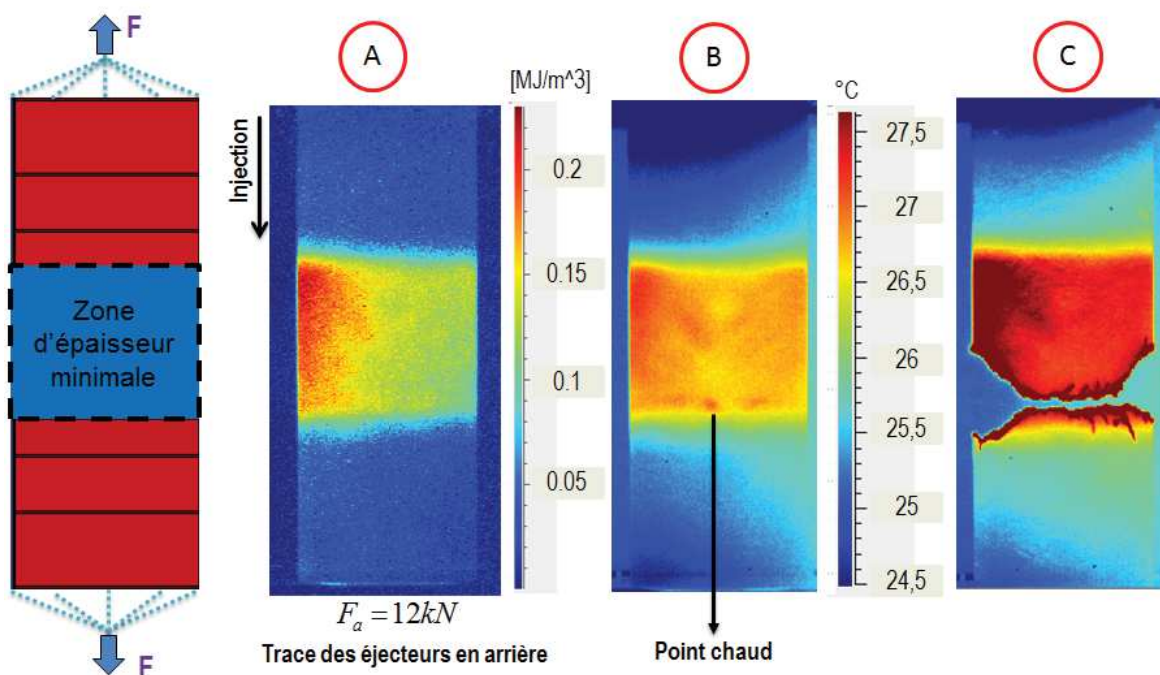 F
Zone
d'épaisseur
minimale
F
A
[MJ/m^3]
Injection
0.2
0.15
0.1
0.05
F_a = 12kN
Trace des éjecteurs en arrière
B
°C
27,5
27
26,5
26
25,5
25
24,5
Point chaud
C